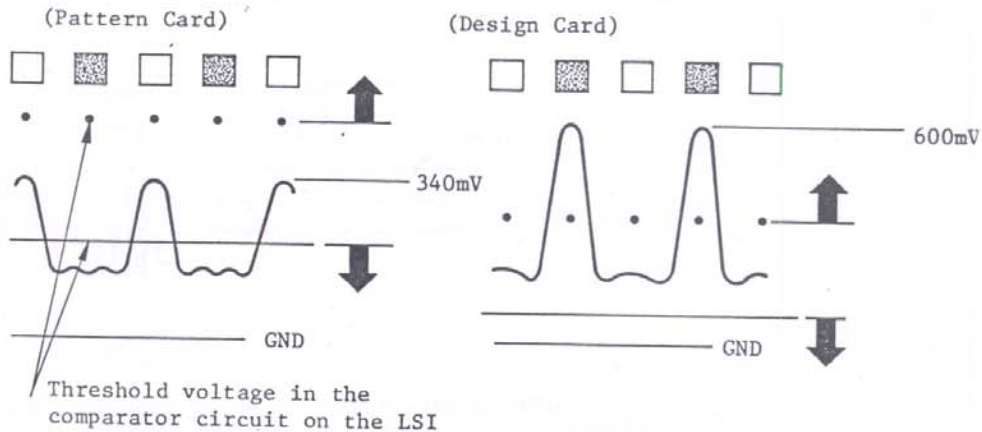 (Pattern Card)
(Design Card)
600mV
340mV
GND
GND
Threshold voltage in the
comparator circuit on the LSI